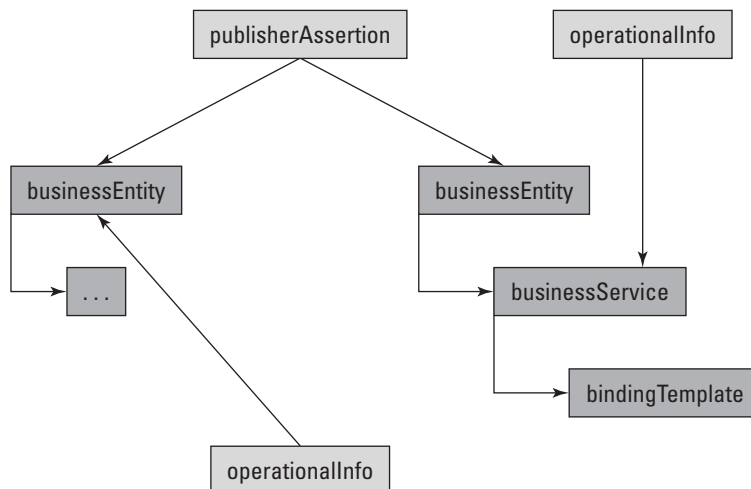 publisherAssertion
operationalInfo
businessEntity
businessEntity
...
businessService
bindingTemplate
operationalInfo